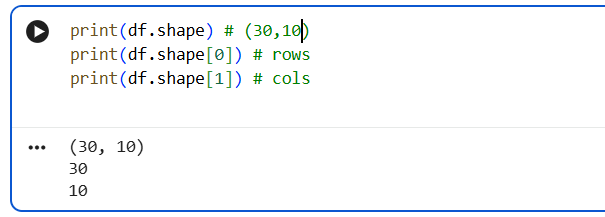 print(df.shape) # (30,10)
print(df.shape[0]) # rows
print(df.shape[1]) # cols
(30, 10)
30
10